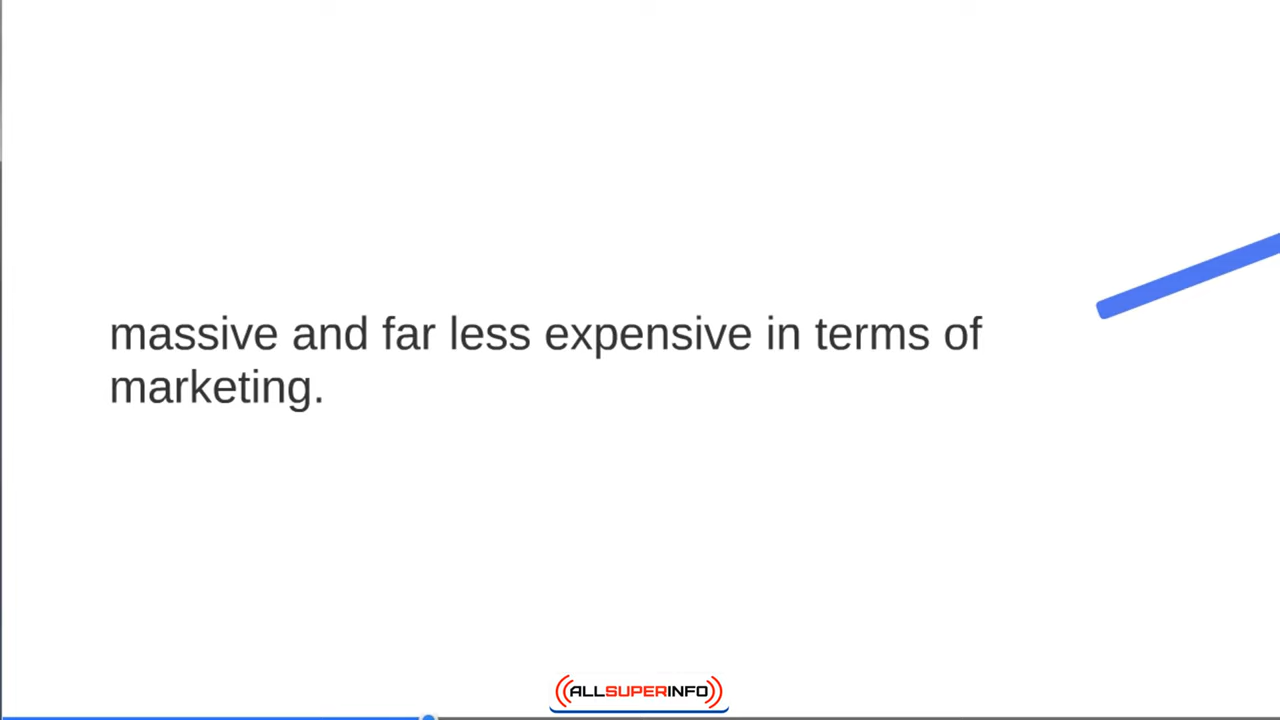 massive and far less expensive in terms of
marketing.
ALLSUPERINFO